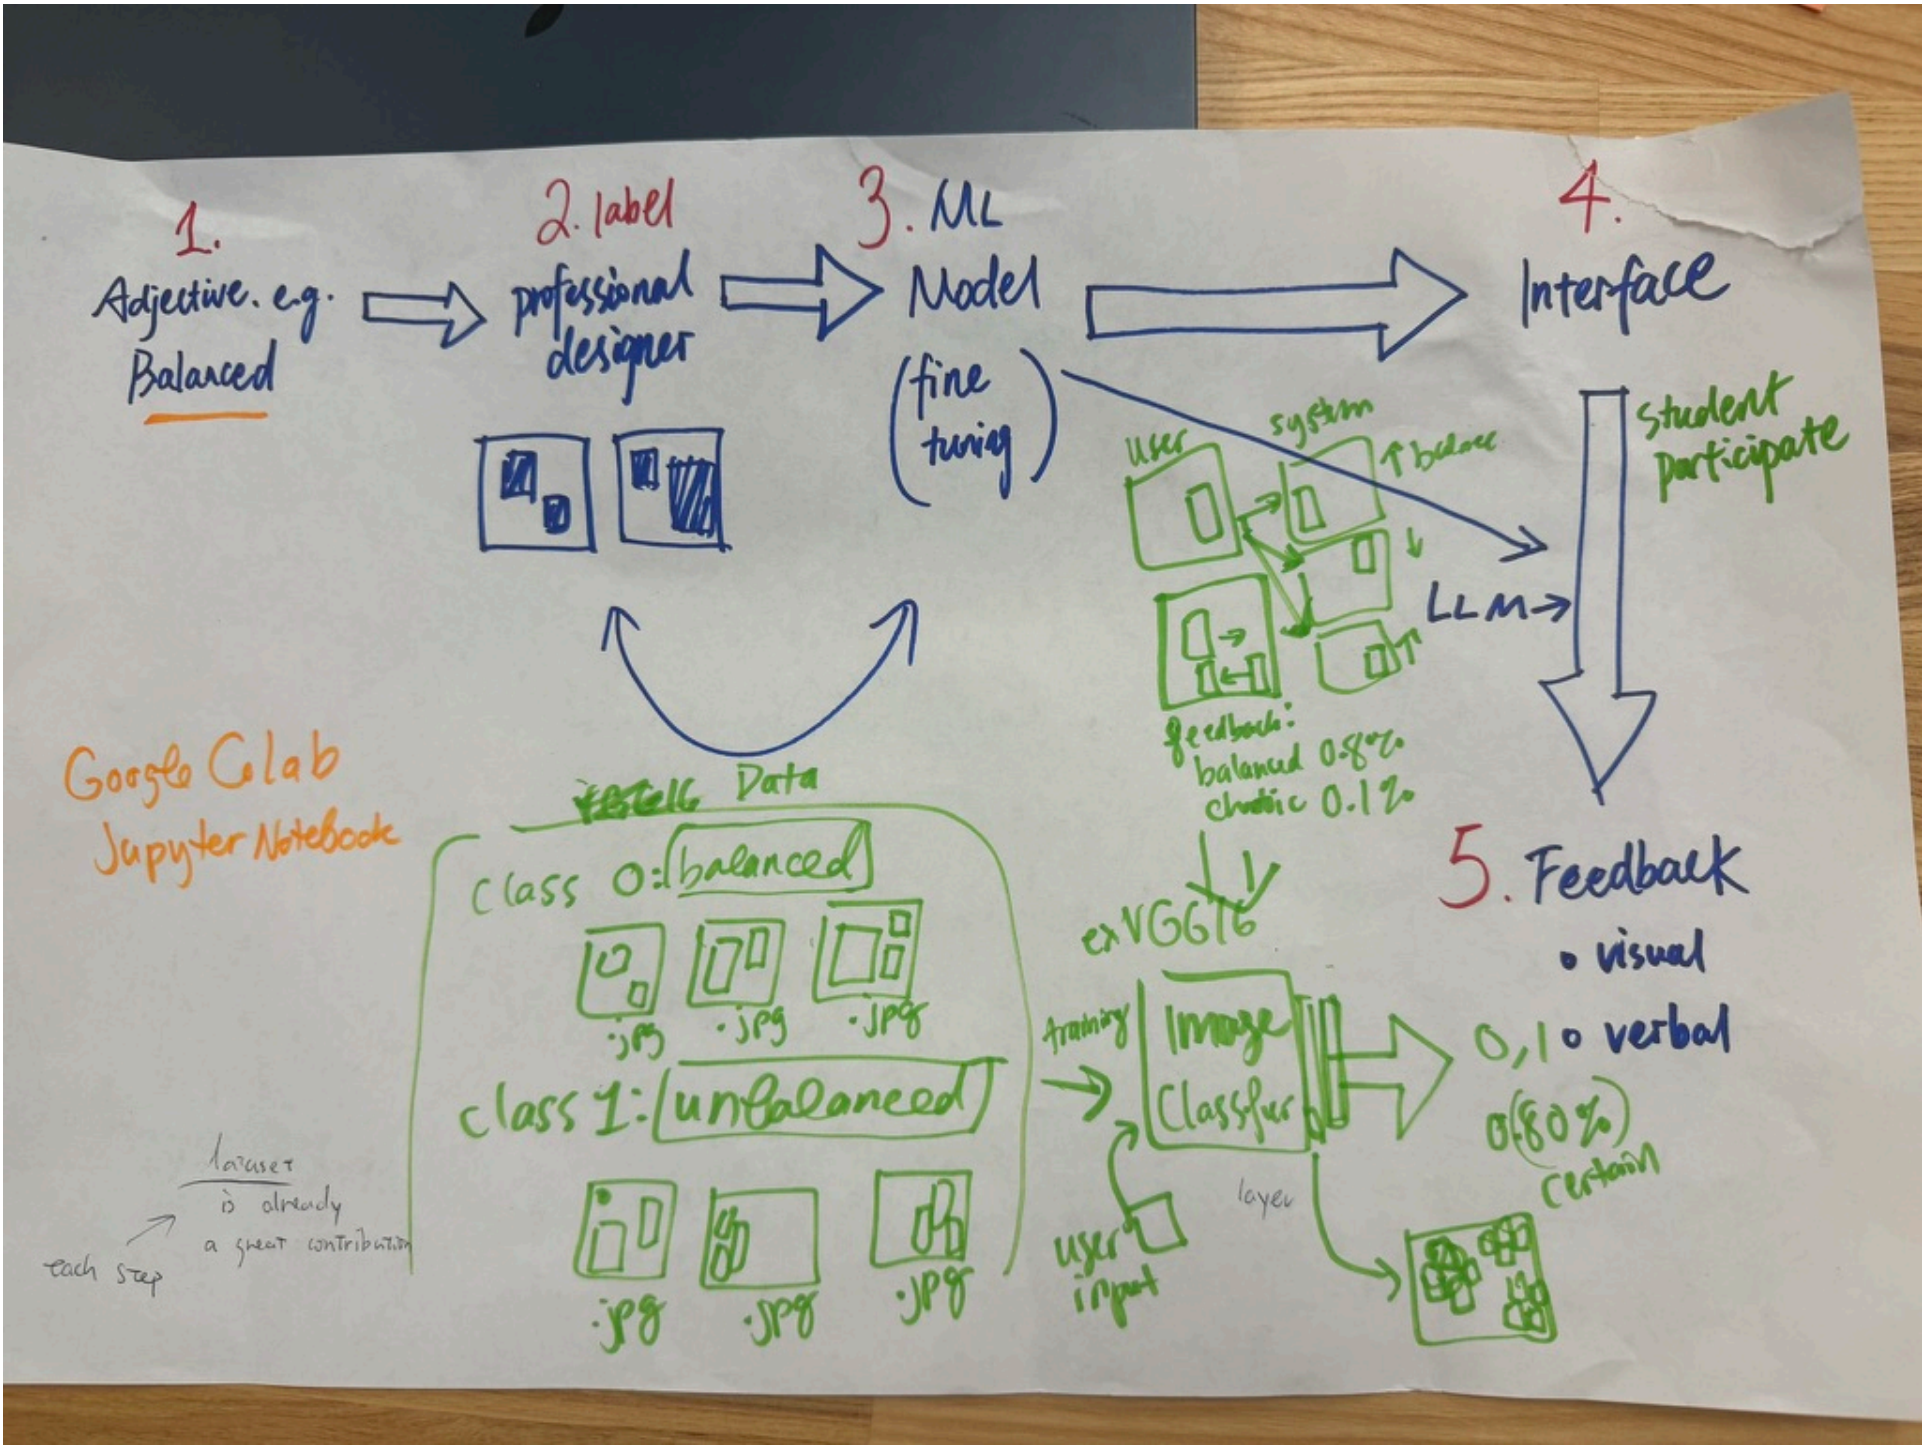 1.
Adjective. e.g.
Balanced
2. label
professional
designer
3. ML
Model
(fine
tuning)
4.
Interface
student
participate
user
system
↑ balance
↓
↑
LLM→
feedback:
balanced 0.8%
chaotic 0.1%
Google Colab
Jupyter Notebook
Data
class 0: balanced
.jpg
.jpg
.jpg
class 1: unbalanced
.jpg
.jpg
.jpg
ex VGG16
training
Image
Classifier
user
input
layer
5. Feedback
• visual
• verbal
0,1
0(80%)
certain
is already
a great contribution
each step